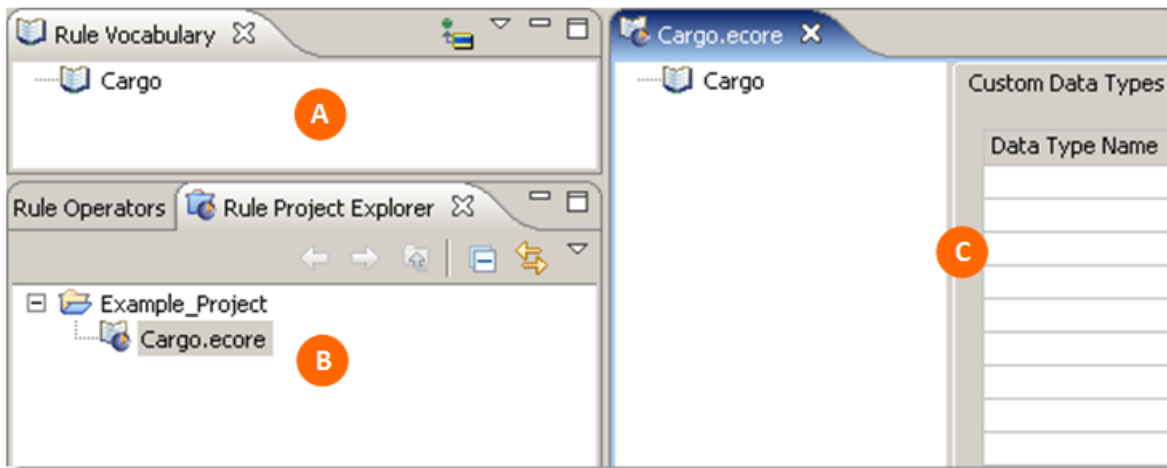 Rule Vocabulary
Cargo
A
Rule Operators
Rule Project Explorer
Example_Project
Cargo.ecore
B
Cargo.ecore
Cargo
Custom Data Types
Data Type Name
C